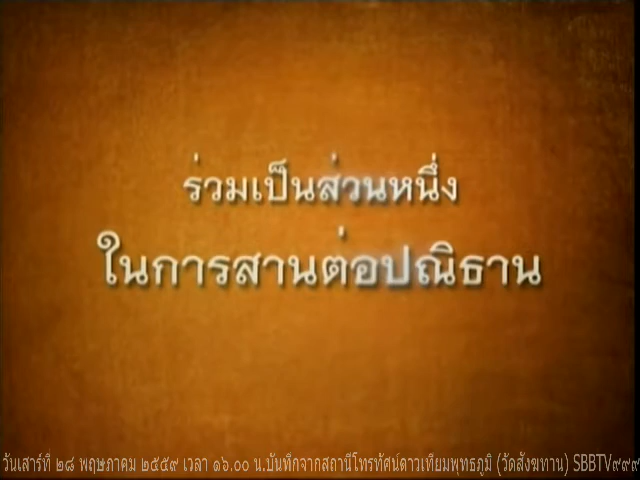 ร่วมเป็นส่วนหนึ่ง
ในการสานต่อปณิธาน
วันเสาร์ที่ ๒๘ พฤษภาคม ๒๕๕๙ เวลา ๑๖.๐๐ น.บันทึกจากสถานีโทรทัศน์ดาวเทียมพุทธภูมิ (วัดสังฆทาน) SBBTV๙๙๙